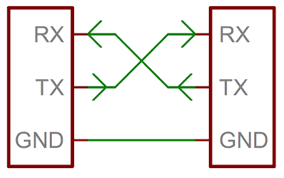 RX RX
TX TX
GND GND